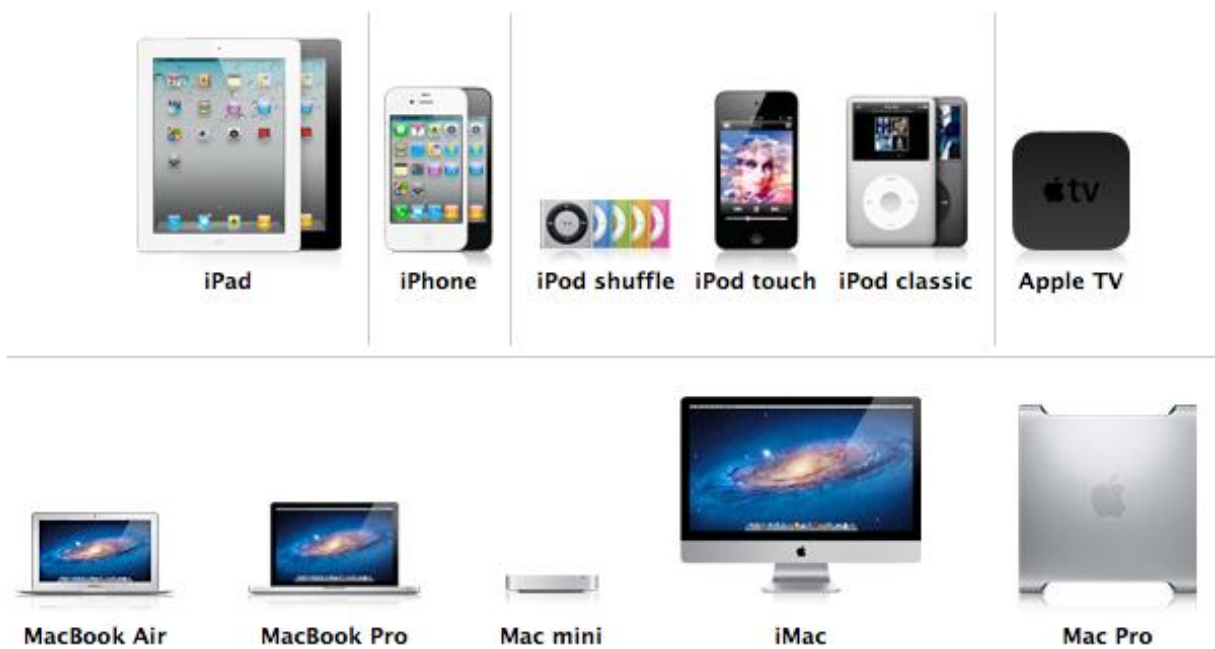 iPad
iPhone
iPod shuffle
iPod touch
iPod classic
tv
Apple TV
MacBook Air
MacBook Pro
Mac mini
iMac
Mac Pro